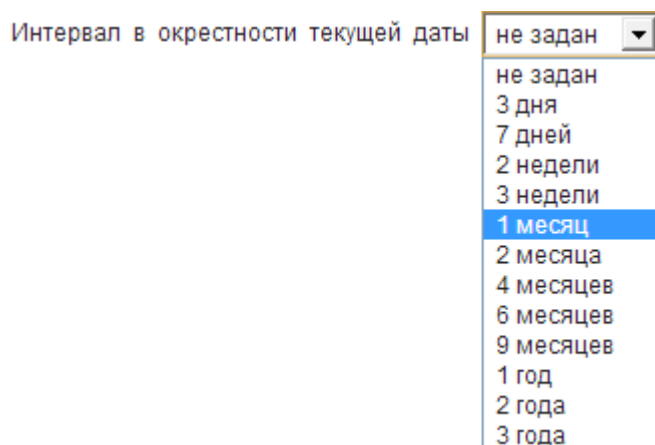 Интервал в окрестности текущей даты не задан
не задан
3 дня
7 дней
2 недели
3 недели
1 месяц
2 месяца
4 месяцев
6 месяцев
9 месяцев
1 год
2 года
3 года